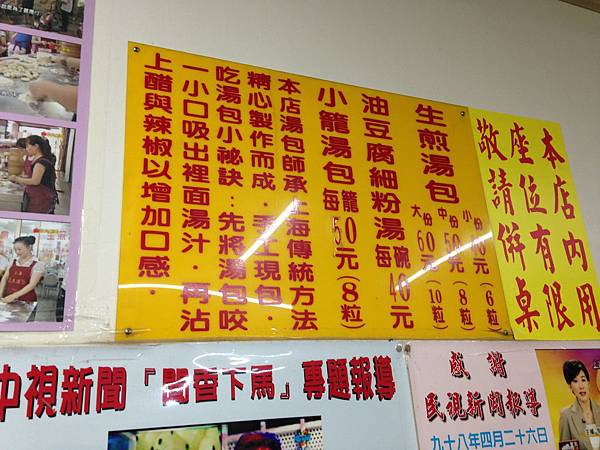 生煎湯包
小份 40元(6粒)
中份 50元(8粒)
大份 60元(10粒)
油豆腐細粉湯 每碗40元
小籠湯包 每籠50元(8粒)
本店湯包師承上海傳統方法
精心製作而成.手工現包.
吃湯包小祕訣:先將湯包咬
一小口吸出裡面湯汁.再沾
上醋與辣椒以增加口感.
本店內用
座位有限
敬請併桌
中視新聞『聞香下馬』專題報導
感謝
民視新聞報導
九十八年四月二十六日